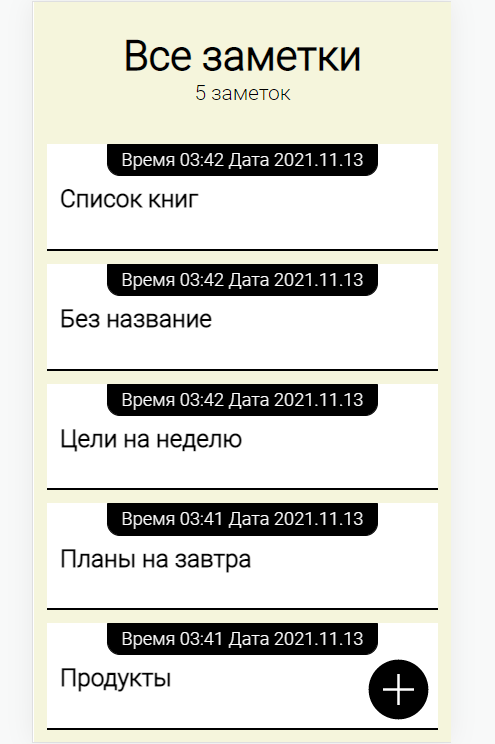 Все заметки
5 заметок
Время 03:42 Дата 2021.11.13
Список книг
Время 03:42 Дата 2021.11.13
Без название
Время 03:42 Дата 2021.11.13
Цели на неделю
Время 03:41 Дата 2021.11.13
Планы на завтра
Время 03:41 Дата 2021.11.13
Продукты